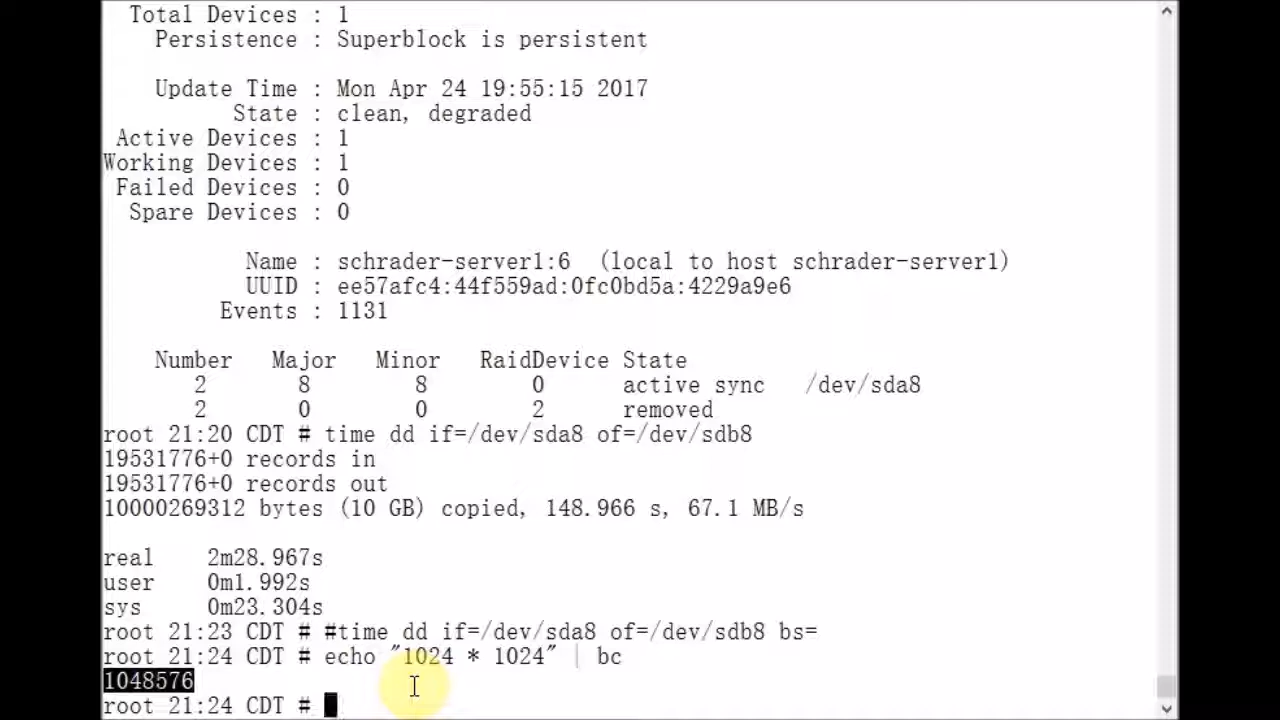 Total Devices : 1
Persistence : Superblock is persistent
Update Time : Mon Apr 24 19:55:15 2017
State : clean, degraded
Active Devices : 1
Working Devices : 1
Failed Devices : 0
Spare Devices : 0
Name : schrader-server1:6  (local to host schrader-server1)
UUID : ee57afc4:44f559ad:0fc0bd5a:4229a9e6
Events : 1131
Number   Major   Minor   RaidDevice State
2        8        8        0      active sync   /dev/sda8
2        0        0        2      removed
root 21:20 CDT # time dd if=/dev/sda8 of=/dev/sdb8
19531776+0 records in
19531776+0 records out
10000269312 bytes (10 GB) copied, 148.966 s, 67.1 MB/s
real    2m28.967s
user    0m1.992s
sys     0m23.304s
root 21:23 CDT # #time dd if=/dev/sda8 of=/dev/sdb8 bs=
root 21:24 CDT # echo "1024 * 1024" | bc
1048576
root 21:24 CDT #